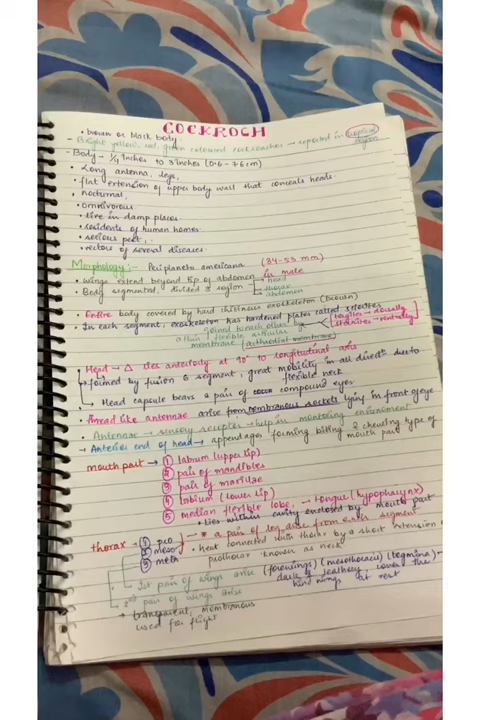 COCKROCH
• brown or black body
- Bright yellow, red, green coloured cockroaches → reported in tropical region
- Body - 1/4 inches to 3 inches (0.6 - 7.6 cm)
• Long antenna, legs,
• flat extension of upper body wall that conceals heads.
• nocturnal,
• omnivorous
• live in damp places
• residents of human homes
• serious pest,
• vectors of several diseases.
Morphology :- Periplaneta americana (34-53 mm)
• wings extend beyond tip of abdomen in male
• Body segmented, divided 3 region → head
thorax
abdomen
• Entire body covered by hard chitinous exoskeleton (brown)
• In each segment, exoskeleton has hardened plates called sclerites
[tergites → dorsally
sternites → ventrally]
joined to each other
thin flexible articular
membrane (arthrodial membrane)
Head → Δ lies anteriorly at 90° to longitudinal axis
→ formed by fusion 6 segment, great mobility in all direcⁿ due to
flexible neck
→ Head capsule bears a pair of compound eyes
• Thread like antennae arise from membranous sockets lying in front of eye
• Antennae → sensory receptor → help in monitoring environment
→ Anterior end of head → appendages forming biting & chewing type of
mouth part
mouth part → ① labrum (upper lip)
② pair of mandibles
③ pair of maxillae
④ labium (lower lip)
⑤ median flexible lobe → tongue (hypopharynx)
• lies within cavity enclosed by mouth part
thorax → ① pro → * a pair of leg arise from each segment
② meso • head connected with thorax by a short extension of
③ meta prothorax known as neck
1st pair of wings arise (forewings) (mesothoracic) (tegmina) →
dark & leathery, cover the
hind wings at rest
2nd pair of wings arise
→ transparent, membranous
used for flight